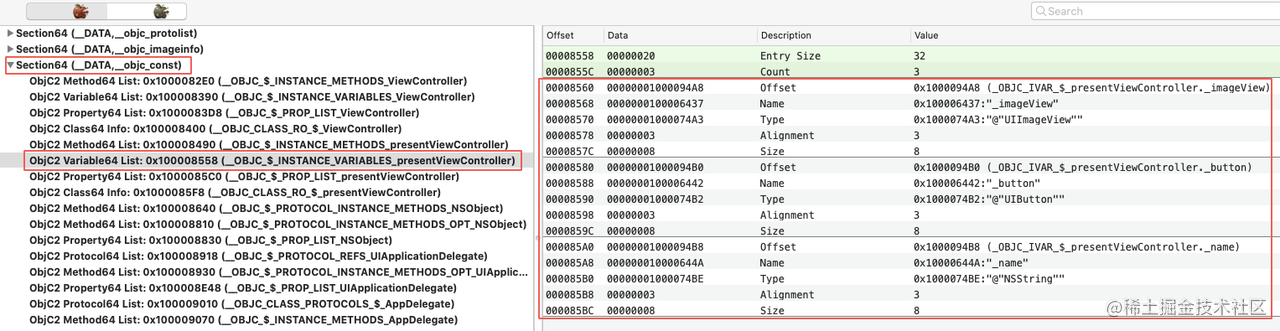 Search
Section64 (__DATA,__objc_protolist)
Section64 (__DATA,__objc_imageinfo)
Section64 (__DATA,__objc_const)
ObjC2 Method64 List: 0x1000082E0 (__OBJC_$_INSTANCE_METHODS_ViewController)
ObjC2 Variable64 List: 0x100008390 (__OBJC_$_INSTANCE_VARIABLES_ViewController)
ObjC2 Property64 List: 0x1000083D8 (__OBJC_$_PROP_LIST_ViewController)
ObjC2 Class64 Info: 0x100008400 (__OBJC_CLASS_RO_$_ViewController)
ObjC2 Method64 List: 0x100008490 (__OBJC_$_INSTANCE_METHODS_presentViewController)
ObjC2 Variable64 List: 0x100008558 (__OBJC_$_INSTANCE_VARIABLES_presentViewController)
ObjC2 Property64 List: 0x1000085C0 (__OBJC_$_PROP_LIST_presentViewController)
ObjC2 Class64 Info: 0x1000085F8 (__OBJC_CLASS_RO_$_presentViewController)
ObjC2 Method64 List: 0x100008640 (__OBJC_$_PROTOCOL_INSTANCE_METHODS_NSObject)
ObjC2 Method64 List: 0x100008810 (__OBJC_$_PROTOCOL_INSTANCE_METHODS_OPT_NSObject)
ObjC2 Property64 List: 0x100008830 (__OBJC_$_PROP_LIST_NSObject)
ObjC2 Protocol64 List: 0x100008918 (__OBJC_$_PROTOCOL_REFS_UIApplicationDelegate)
ObjC2 Method64 List: 0x100008930 (__OBJC_$_PROTOCOL_INSTANCE_METHODS_OPT_UIApplic...
ObjC2 Property64 List: 0x100008E48 (__OBJC_$_PROP_LIST_UIApplicationDelegate)
ObjC2 Protocol64 List: 0x100009010 (__OBJC_CLASS_PROTOCOLS_$_AppDelegate)
ObjC2 Method64 List: 0x100009070 (__OBJC_$_INSTANCE_METHODS_AppDelegate)
Offset Data Description Value
00008558 00000020 Entry Size 32
0000855C 00000003 Count 3
00008560 00000001000094A8 Offset 0x1000094A8 (_OBJC_IVAR_$_presentViewController._imageView)
00008568 0000000100006437 Name 0x100006437:"_imageView"
00008570 00000001000074A3 Type 0x1000074A3:"@"UIImageView""
00008578 00000003 Alignment 3
0000857C 00000008 Size 8
00008580 00000001000094B0 Offset 0x1000094B0 (_OBJC_IVAR_$_presentViewController._button)
00008588 0000000100006442 Name 0x100006442:"_button"
00008590 00000001000074B2 Type 0x1000074B2:"@"UIButton""
00008598 00000003 Alignment 3
0000859C 00000008 Size 8
000085A0 00000001000094B8 Offset 0x1000094B8 (_OBJC_IVAR_$_presentViewController._name)
000085A8 000000010000644A Name 0x10000644A:"_name"
000085B0 00000001000074BE Type 0x1000074BE:"@"NSString""
000085B8 00000003 Alignment 3
000085BC 00000008 Size 8
@稀土掘金技术社区